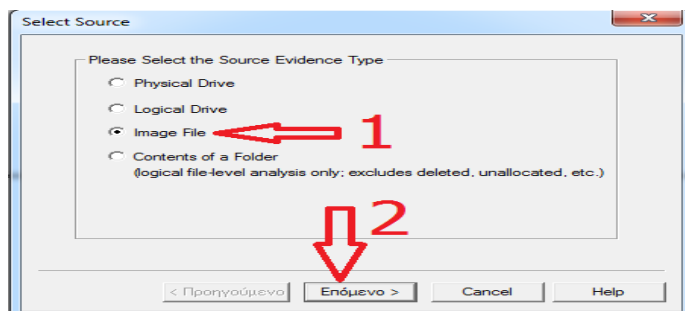 Select Source
Please Select the Source Evidence Type
Physical Drive
Logical Drive
Image File
1
Contents of a Folder
(logical file-level analysis only; excludes deleted, unallocated, etc.)
2
< Προηγούμενο
Επόμενο >
Cancel
Help